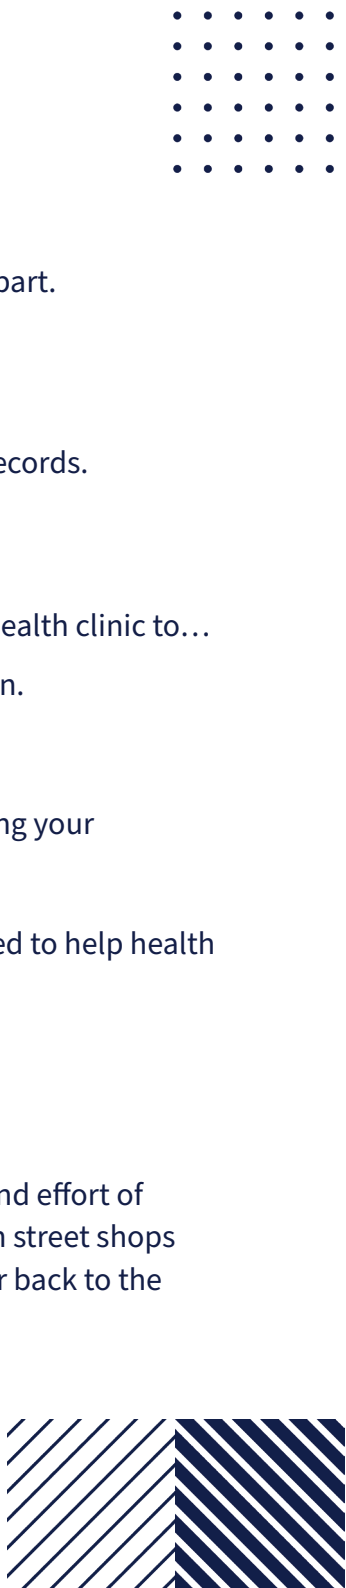 part.
ecords.
ealth clinic to…
n.
ng your
ed to help health
nd effort of
n street shops
r back to the